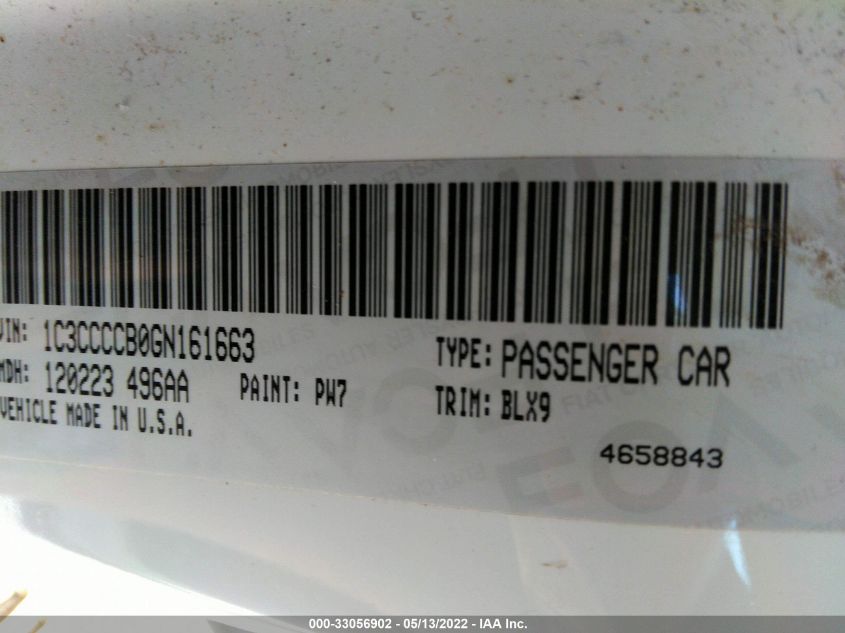 VIN: 1C3CCCCB0GN161663
MDH: 120223 496AA
PAINT: PW7
VEHICLE MADE IN U.S.A.
TYPE: PASSENGER CAR
TRIM: BLX9
4658843
000-33056902 - 05/13/2022 - IAA Inc.